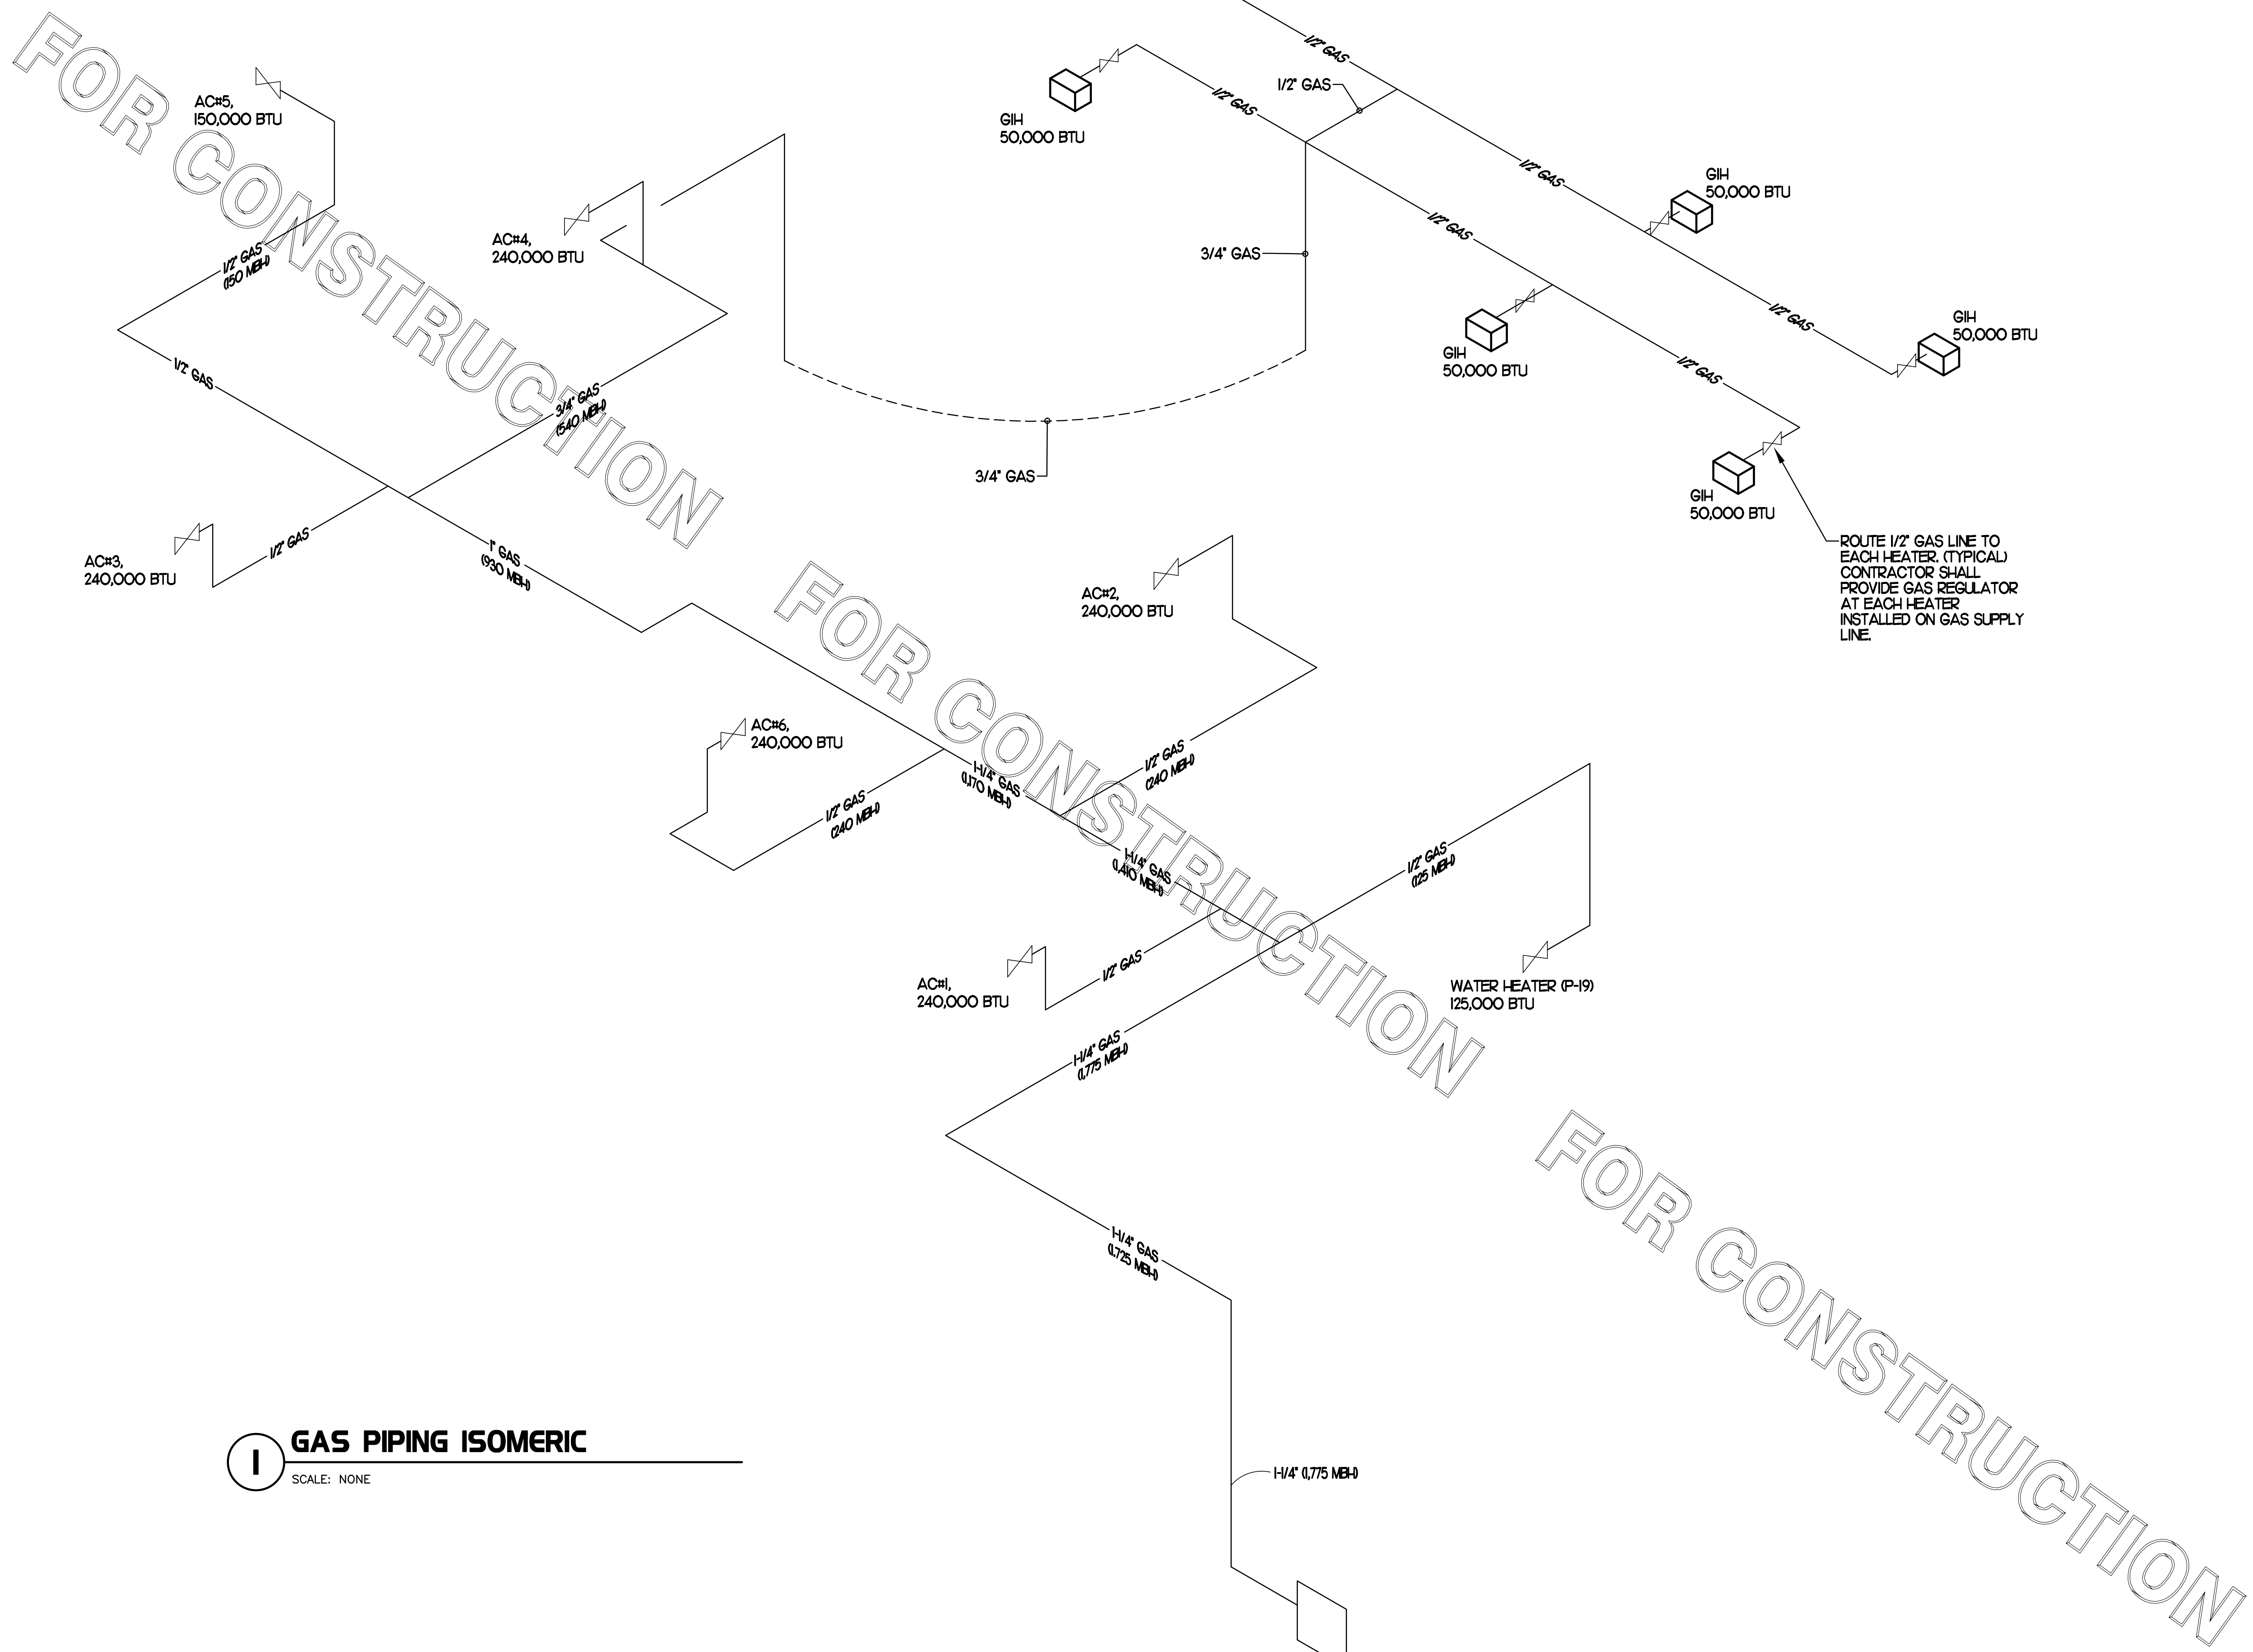 FOR CONSTRUCTION
1/2" GAS
1/2" GAS
1/2" GAS
GIH
50,000 BTU
AC#5,
150,000 BTU
1/2" GAS
GIH
50,000 BTU
AC#4,
240,000 BTU
1/2" GAS
3/4" GAS
1/2" GAS
(150 MBH)
1/2" GAS
GIH
50,000 BTU
GIH
50,000 BTU
1/2" GAS
1/2" GAS
3/4" GAS
(540 MBH)
3/4" GAS
GIH
50,000 BTU
ROUTE 1/2" GAS LINE TO
EACH HEATER. (TYPICAL)
CONTRACTOR SHALL
PROVIDE GAS REGULATOR
AT EACH HEATER
INSTALLED ON GAS SUPPLY
LINE.
1/2" GAS
AC#3,
240,000 BTU
1" GAS
(930 MBH)
FOR CONSTRUCTION
AC#2,
240,000 BTU
AC#6,
240,000 BTU
1/2" GAS
(240 MBH)
1-1/4" GAS
(1,170 MBH)
1/2" GAS
(240 MBH)
1-1/4" GAS
(1,410 MBH)
1/2" GAS
(125 MBH)
1/2" GAS
AC#1,
240,000 BTU
WATER HEATER (P-19)
125,000 BTU
1-1/4" GAS
(1,775 MBH)
FOR CONSTRUCTION
1-1/4" GAS
(1.725 MBH)
1-1/4" (1,775 MBH)
1 GAS PIPING ISOMERIC
SCALE: NONE